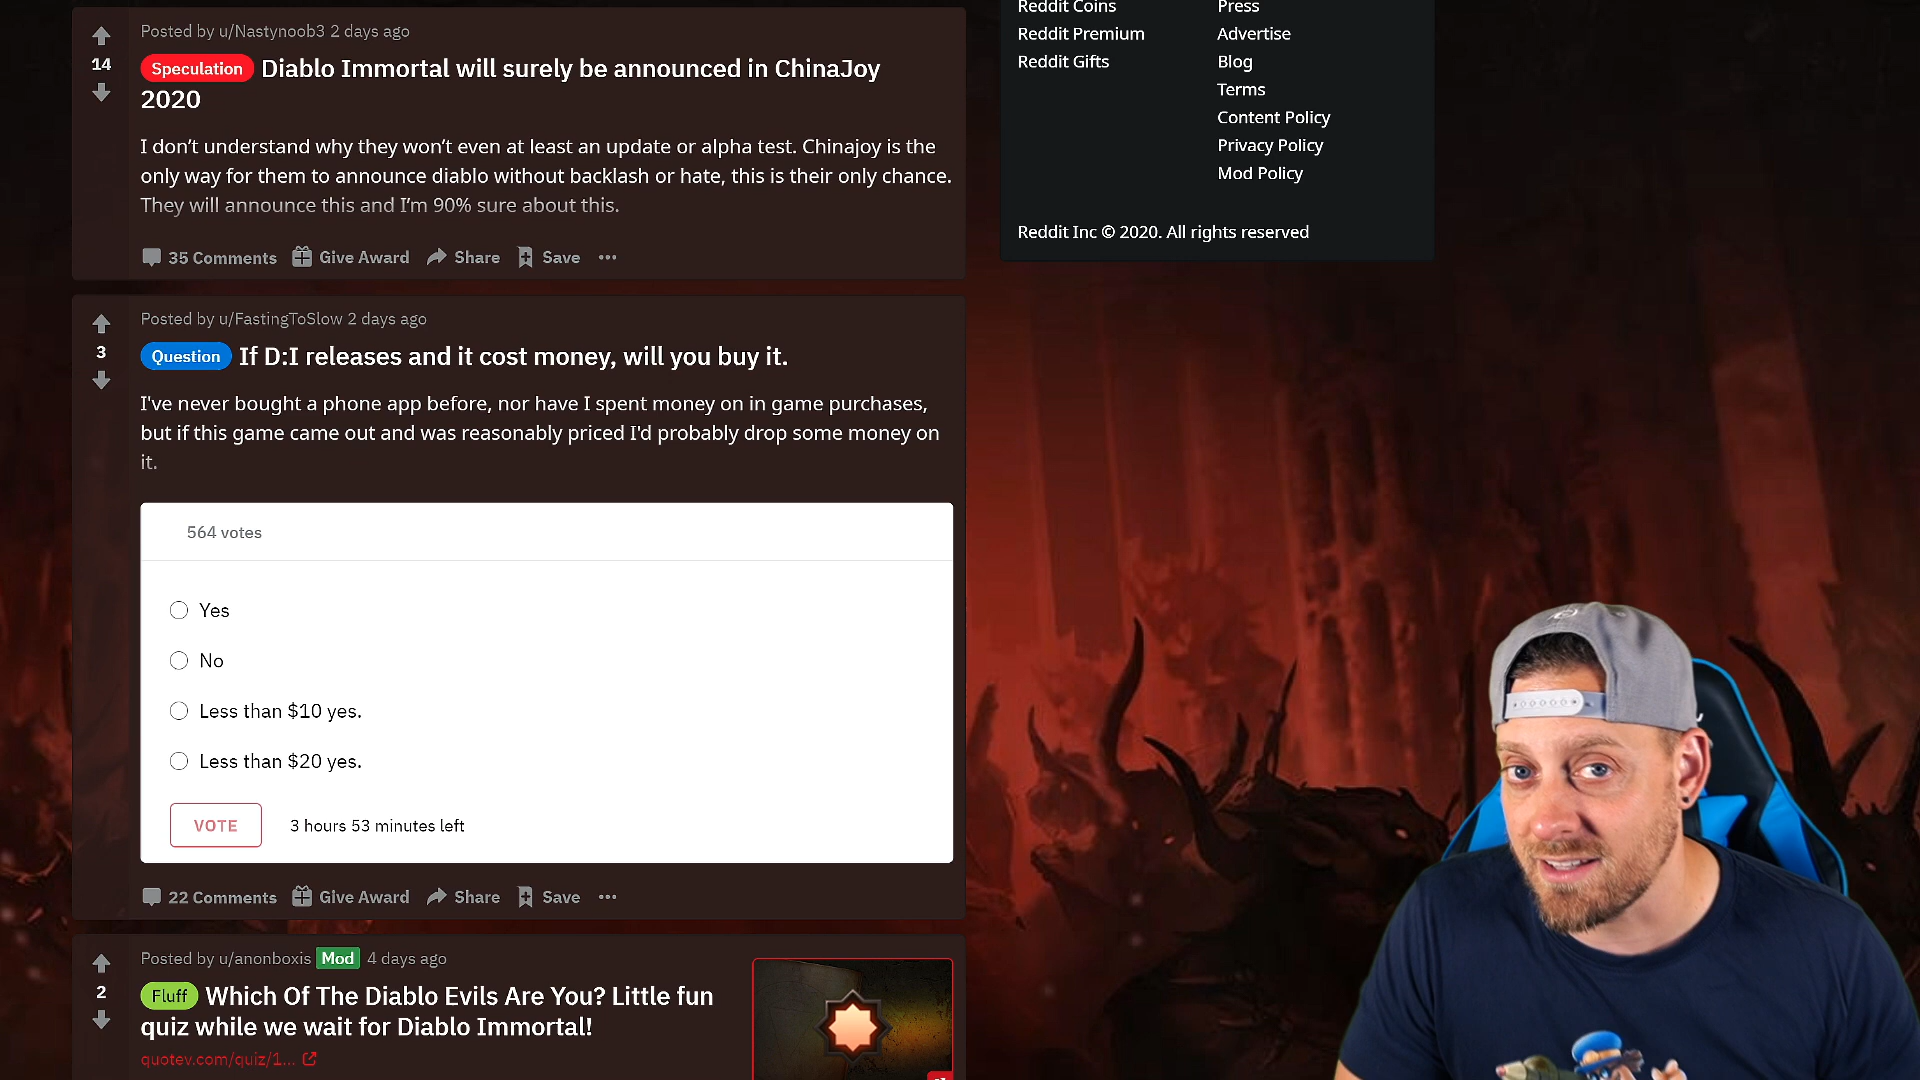 Posted by u/Nastynoob3 2 days ago
14
Speculation Diablo Immortal will surely be announced in ChinaJoy
2020
I don’t understand why they won’t even at least an update or alpha test. Chinajoy is the
only way for them to announce diablo without backlash or hate, this is their only chance.
They will announce this and I’m 90% sure about this.
35 Comments Give Award Share Save
Posted by u/FastingToSlow 2 days ago
3
Question If D:I releases and it cost money, will you buy it.
I've never bought a phone app before, nor have I spent money on in game purchases,
but if this game came out and was reasonably priced I'd probably drop some money on
it.
564 votes
Yes
No
Less than $10 yes.
Less than $20 yes.
VOTE 3 hours 53 minutes left
22 Comments Give Award Share Save
Posted by u/anonboxis Mod 4 days ago
2
Fluff Which Of The Diablo Evils Are You? Little fun
quiz while we wait for Diablo Immortal!
quotev.com/quiz/1...
Reddit Coins
Reddit Premium
Reddit Gifts
Press
Advertise
Blog
Terms
Content Policy
Privacy Policy
Mod Policy
Reddit Inc © 2020. All rights reserved